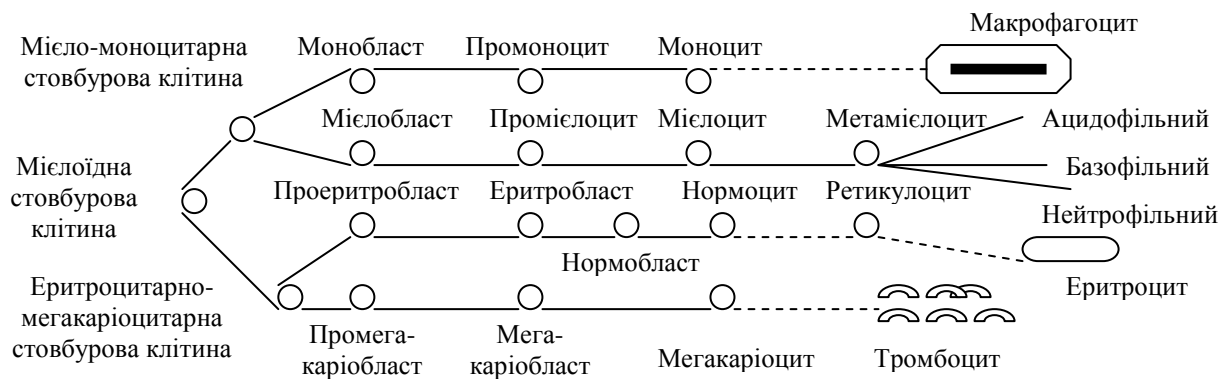 Макрофагоцит
Мієло-моноцитарна
стовбурова клітина
Монобласт
Промоноцит
Моноцит
Мієлобласт
Промієлоцит
Мієлоцит
Метамієлоцит
Ацидофільний
Базофільний
Нейтрофільний
Мієлоїдна
стовбурова
клітина
Проеритробласт
Еритробласт
Нормоцит
Ретикулоцит
Нормобласт
Еритроцит
Еритроцитарно-
мегакаріоцитарна
стовбурова клітина
Промега-
каріобласт
Мега-
каріобласт
Мегакаріоцит
Тромбоцит